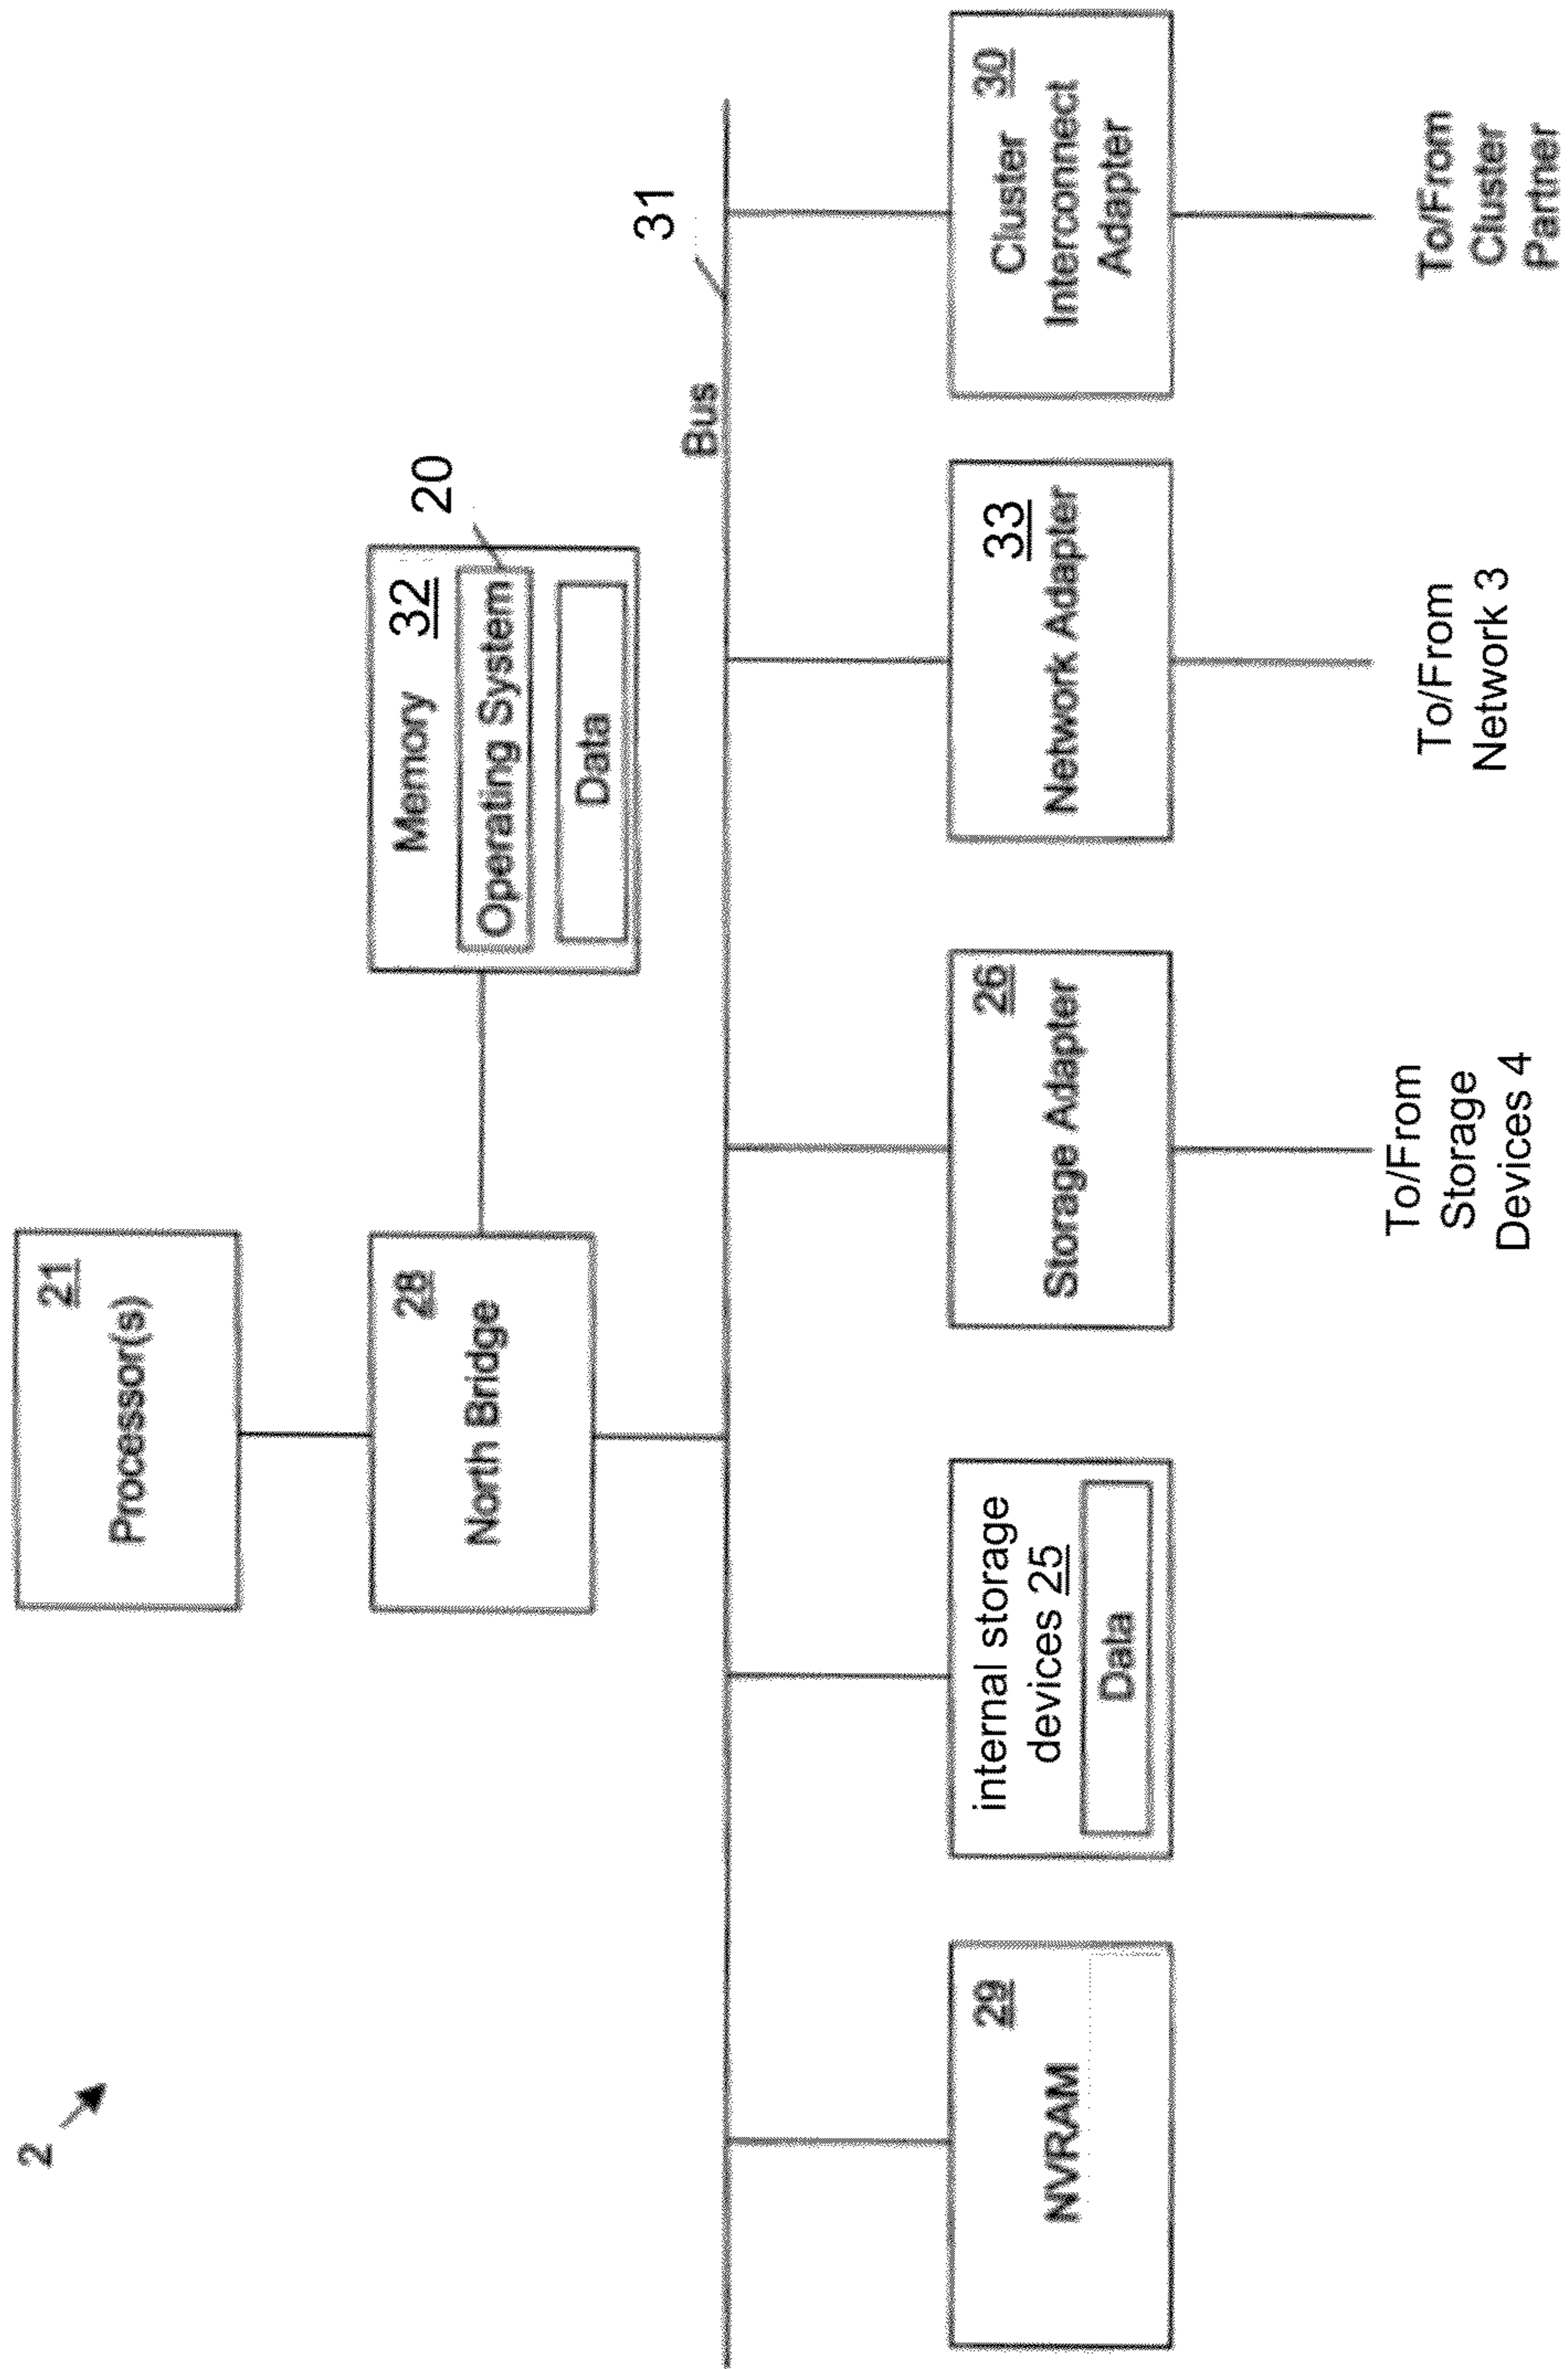 2
21
Processor(s)
28
North Bridge
Memory 32
Operating System
20
Data
Bus
31
29
NVRAM
internal storage
devices 25
Data
26
Storage Adapter
33
Network Adapter
30
Cluster
Interconnect
Adapter
To/From
Storage
Devices 4
To/From
Network 3
To/From
Cluster
Partner